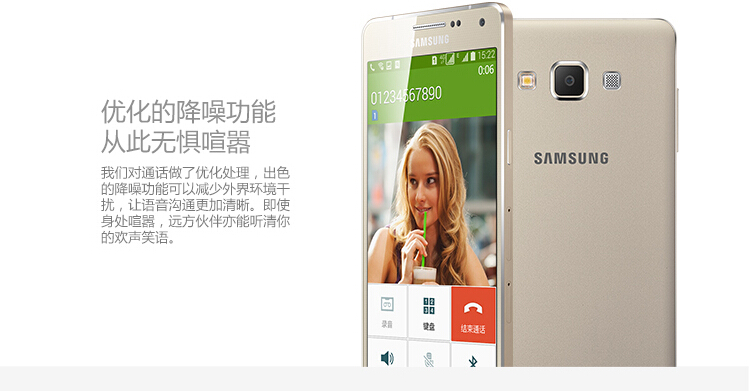 优化的降噪功能
从此无惧喧嚣
我们对通话做了优化处理，出色
的降噪功能可以减少外界环境干
扰，让语音沟通更加清晰。即使
身处喧嚣，远方伙伴亦能听清你
的欢声笑语。
SAMSUNG
15:22
0:06
01234567890
1
录音
键盘
结束通话
SAMSUNG